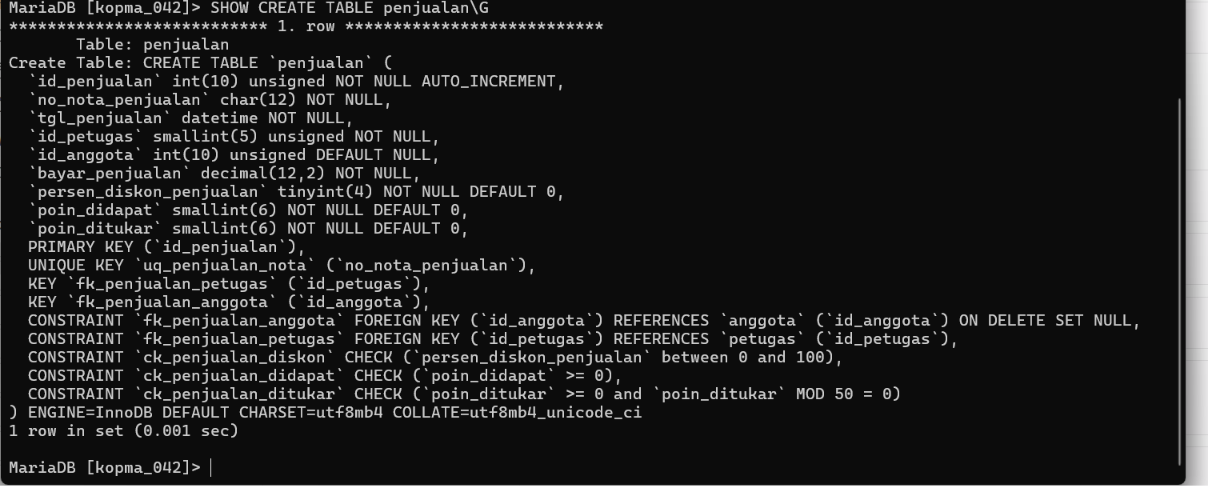 MariaDB [kopma_042]> SHOW CREATE TABLE penjualan\G
*************************** 1. row ***************************
       Table: penjualan
Create Table: CREATE TABLE `penjualan` (
  `id_penjualan` int(10) unsigned NOT NULL AUTO_INCREMENT,
  `no_nota_penjualan` char(12) NOT NULL,
  `tgl_penjualan` datetime NOT NULL,
  `id_petugas` smallint(5) unsigned NOT NULL,
  `id_anggota` int(10) unsigned DEFAULT NULL,
  `bayar_penjualan` decimal(12,2) NOT NULL,
  `persen_diskon_penjualan` tinyint(4) NOT NULL DEFAULT 0,
  `poin_didapat` smallint(6) NOT NULL DEFAULT 0,
  `poin_ditukar` smallint(6) NOT NULL DEFAULT 0,
  PRIMARY KEY (`id_penjualan`),
  UNIQUE KEY `uq_penjualan_nota` (`no_nota_penjualan`),
  KEY `fk_penjualan_petugas` (`id_petugas`),
  KEY `fk_penjualan_anggota` (`id_anggota`),
  CONSTRAINT `fk_penjualan_anggota` FOREIGN KEY (`id_anggota`) REFERENCES `anggota` (`id_anggota`) ON DELETE SET NULL,
  CONSTRAINT `fk_penjualan_petugas` FOREIGN KEY (`id_petugas`) REFERENCES `petugas` (`id_petugas`),
  CONSTRAINT `ck_penjualan_diskon` CHECK (`persen_diskon_penjualan` between 0 and 100),
  CONSTRAINT `ck_penjualan_didapat` CHECK (`poin_didapat` >= 0),
  CONSTRAINT `ck_penjualan_ditukar` CHECK (`poin_ditukar` >= 0 and `poin_ditukar` MOD 50 = 0)
) ENGINE=InnoDB DEFAULT CHARSET=utf8mb4 COLLATE=utf8mb4_unicode_ci
1 row in set (0.001 sec)
MariaDB [kopma_042]>